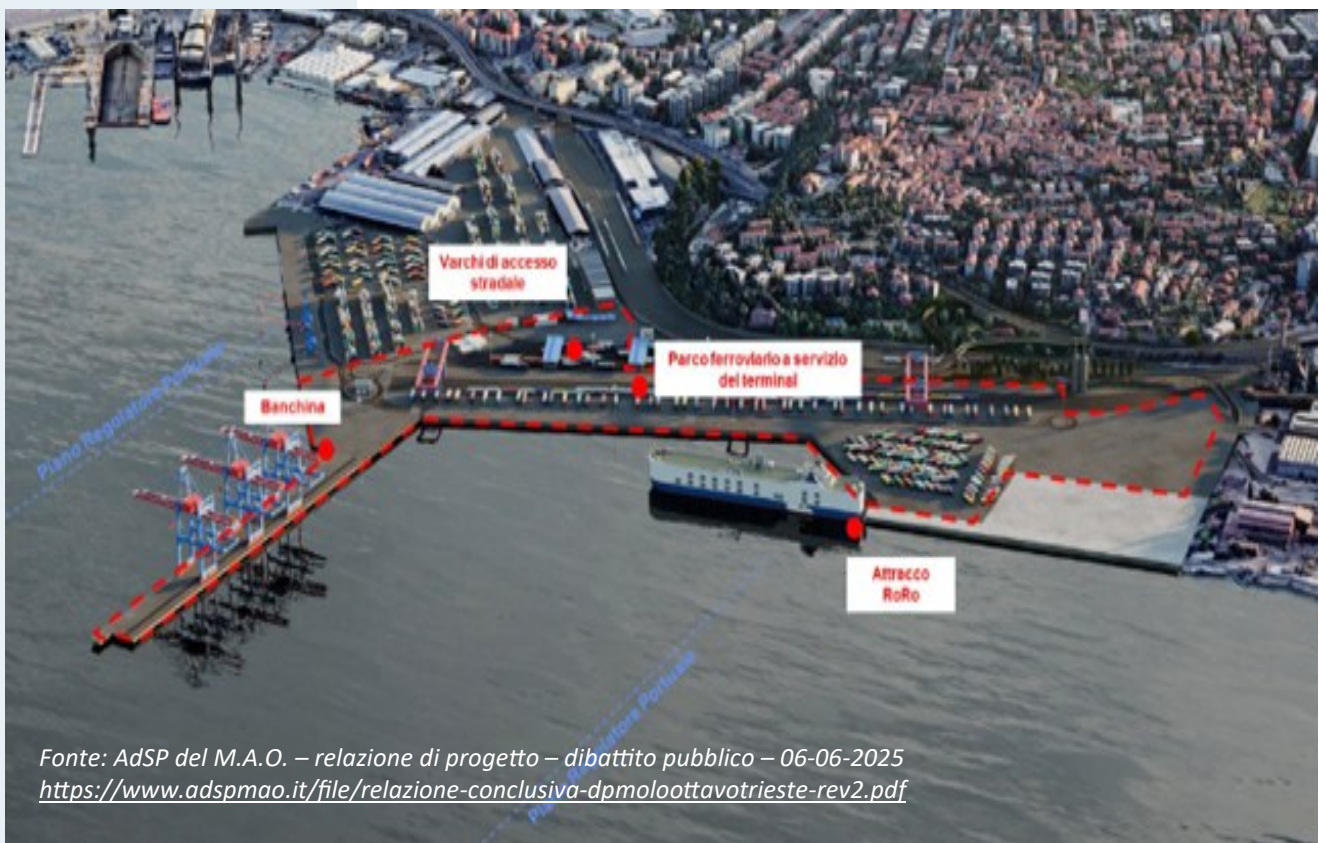 Varchi di accesso
stradale
Parco ferroviario a servizio
del terminal
Banchina
Piano Regolatore Portuale
Attracco
RoRo
Piano Regolatore Portuale
Fonte: AdSP del M.A.O. – relazione di progetto – dibattito pubblico – 06-06-2025
https://www.adspmao.it/file/relazione-conclusiva-dpmoloottavotrieste-rev2.pdf